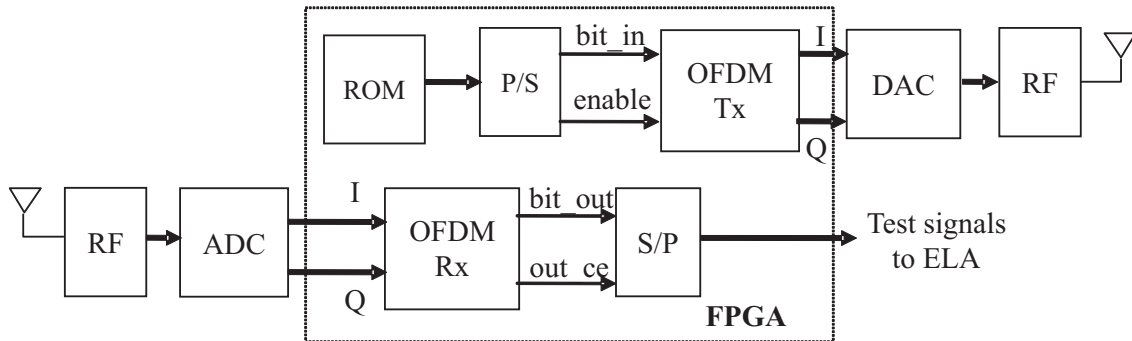 bit_in
I
ROM
P/S
enable
OFDM
Tx
DAC
RF
Q
I
bit_out
RF
ADC
OFDM
Rx
S/P
Test signals
to ELA
out_ce
Q
FPGA